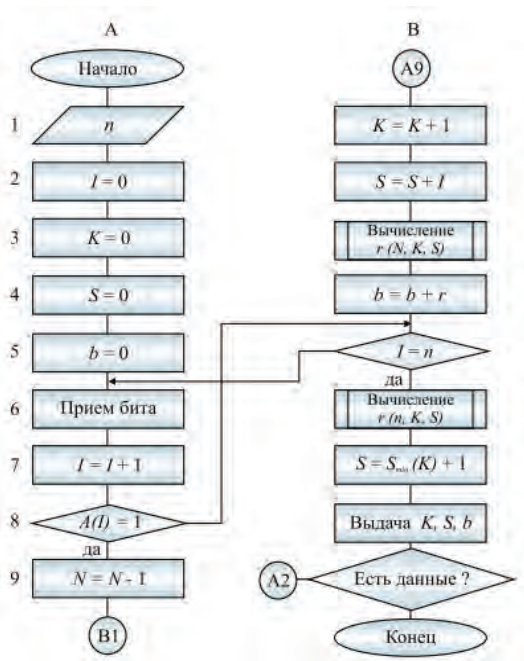 A
Начало
1
n
2
I = 0
3
K = 0
4
S = 0
5
b = 0
6
Прием бита
7
I = I + 1
8
A(I) = 1
да
9
N = N - 1
B1
B
A9
K = K + 1
S = S + I
Вычисление
r (N, K, S)
b = b + r
I = n
да
Вычисление
r (n, K, S)
S = Smin (K) + 1
Выдача K, S, b
A2
Есть данные ?
Конец